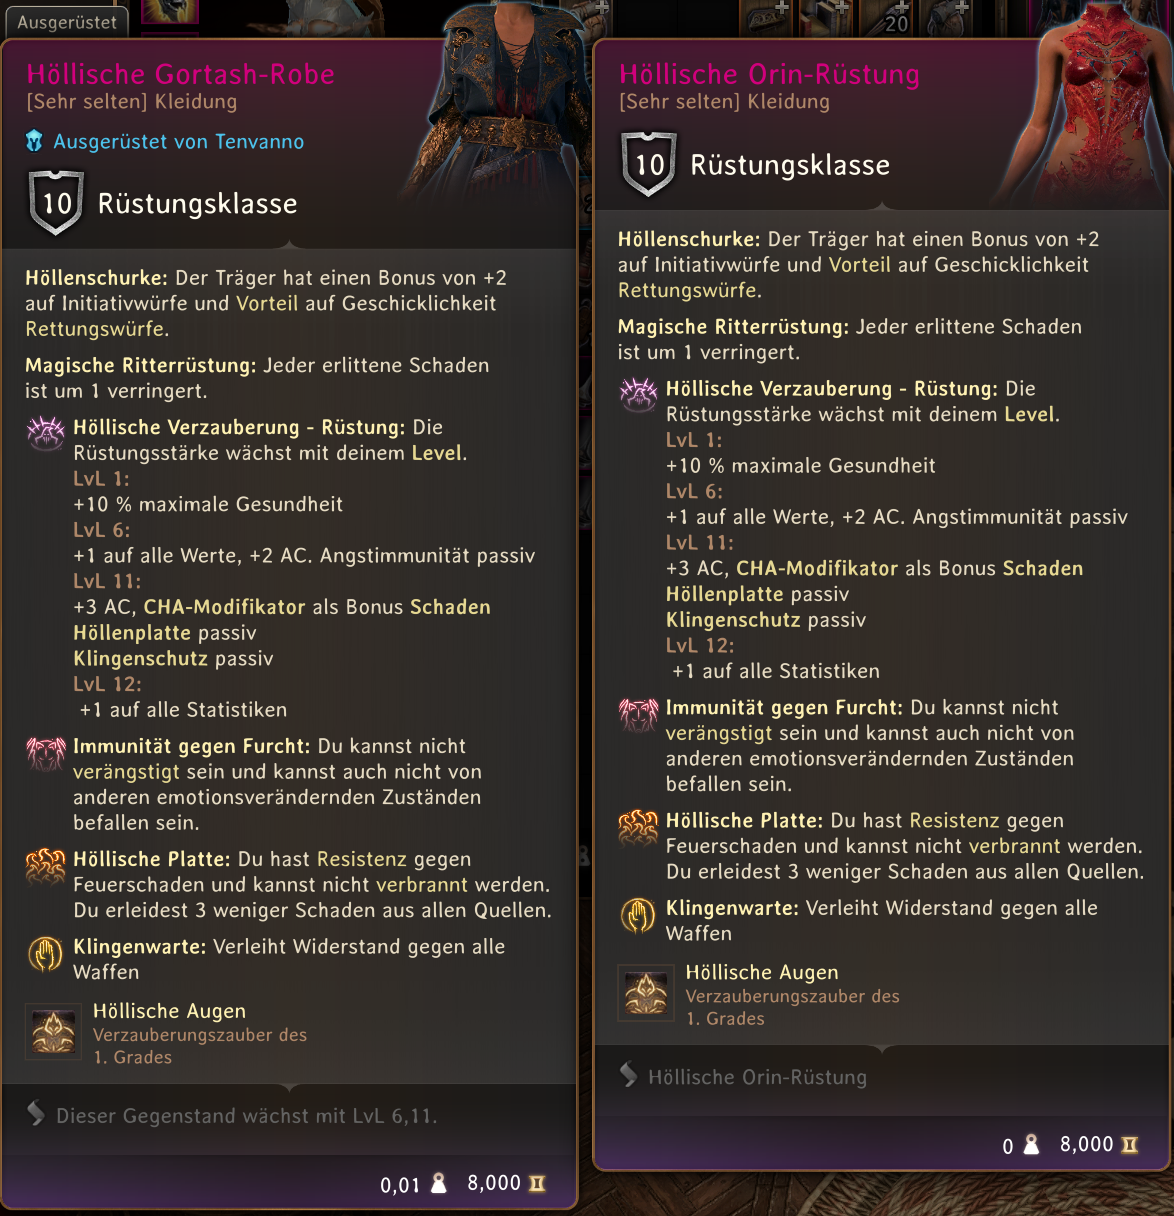 Ausgerüstet
20
Höllische Gortash-Robe
[Sehr selten] Kleidung
Ausgerüstet von Tenvanno
10 Rüstungsklasse
Höllenschurke: Der Träger hat einen Bonus von +2
auf Initiativwürfe und Vorteil auf Geschicklichkeit
Rettungswürfe.
Magische Ritterrüstung: Jeder erlittene Schaden
ist um 1 verringert.
Höllische Verzauberung - Rüstung: Die
Rüstungsstärke wächst mit deinem Level.
LvL 1:
+10 % maximale Gesundheit
LvL 6:
+1 auf alle Werte, +2 AC. Angstimmunität passiv
LvL 11:
+3 AC, CHA-Modifikator als Bonus Schaden
Höllenplatte passiv
Klingenschutz passiv
LvL 12:
+1 auf alle Statistiken
Immunität gegen Furcht: Du kannst nicht
verängstigt sein und kannst auch nicht von
anderen emotionsverändernden Zuständen
befallen sein.
Höllische Platte: Du hast Resistenz gegen
Feuerschaden und kannst nicht verbrannt werden.
Du erleidest 3 weniger Schaden aus allen Quellen.
Klingenwarte: Verleiht Widerstand gegen alle
Waffen
Höllische Augen
Verzauberungszauber des
1. Grades
Dieser Gegenstand wächst mit LvL 6,11.
0,01 8,000
Höllische Orin-Rüstung
[Sehr selten] Kleidung
10 Rüstungsklasse
Höllenschurke: Der Träger hat einen Bonus von +2
auf Initiativwürfe und Vorteil auf Geschicklichkeit
Rettungswürfe.
Magische Ritterrüstung: Jeder erlittene Schaden
ist um 1 verringert.
Höllische Verzauberung - Rüstung: Die
Rüstungsstärke wächst mit deinem Level.
LvL 1:
+10 % maximale Gesundheit
LvL 6:
+1 auf alle Werte, +2 AC. Angstimmunität passiv
LvL 11:
+3 AC, CHA-Modifikator als Bonus Schaden
Höllenplatte passiv
Klingenschutz passiv
LvL 12:
+1 auf alle Statistiken
Immunität gegen Furcht: Du kannst nicht
verängstigt sein und kannst auch nicht von
anderen emotionsverändernden Zuständen
befallen sein.
Höllische Platte: Du hast Resistenz gegen
Feuerschaden und kannst nicht verbrannt werden.
Du erleidest 3 weniger Schaden aus allen Quellen.
Klingenwarte: Verleiht Widerstand gegen alle
Waffen
Höllische Augen
Verzauberungszauber des
1. Grades
Höllische Orin-Rüstung
0 8,000